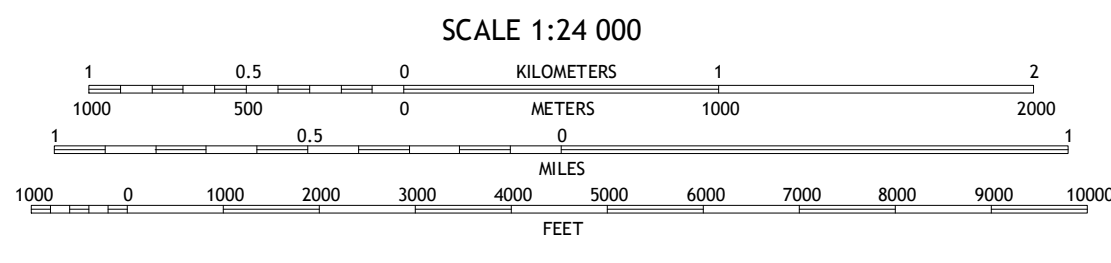 SCALE 1:24 000
1 0.5 0 KILOMETERS 1 2
1000 500 0 METERS 1000 2000
1 0.5 0 1
MILES
1000 0 1000 2000 3000 4000 5000 6000 7000 8000 9000 10000
FEET